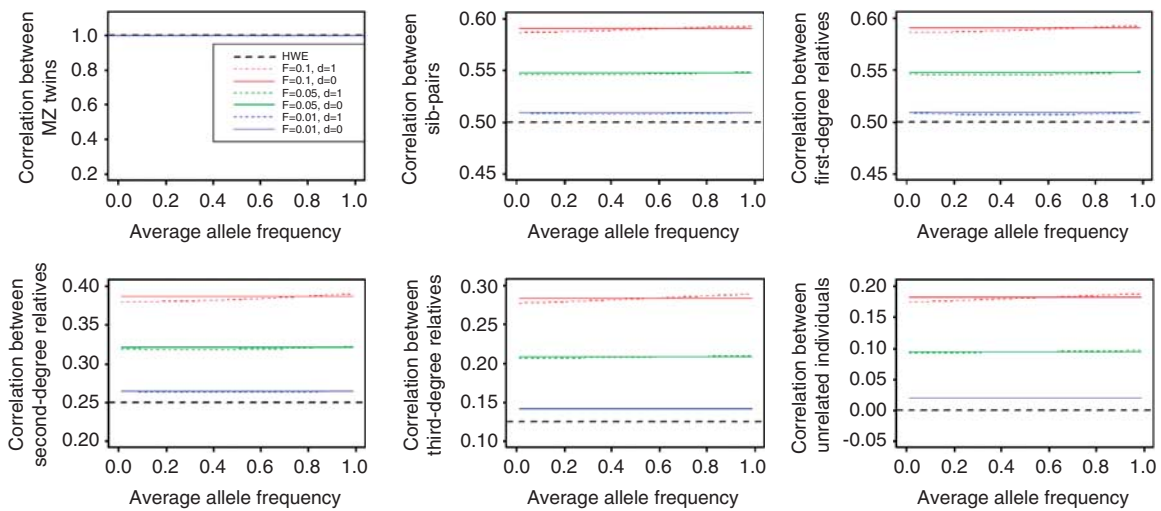 Correlation between
MZ twins
1.0
0.8
0.6
0.4
0.2
HWE
F=0.1, d=1
F=0.1, d=0
F=0.05, d=1
F=0.05, d=0
F=0.01, d=1
F=0.01, d=0
0.0 0.2 0.4 0.6 0.8 1.0
Average allele frequency
Correlation between
sib-pairs
0.60
0.55
0.50
0.45
0.0 0.2 0.4 0.6 0.8 1.0
Average allele frequency
Correlation between
first-degree relatives
0.60
0.55
0.50
0.45
0.0 0.2 0.4 0.6 0.8 1.0
Average allele frequency
Correlation between
second-degree relatives
0.40
0.35
0.30
0.25
0.20
0.0 0.2 0.4 0.6 0.8 1.0
Average allele frequency
Correlation between
third-degree relatives
0.30
0.25
0.20
0.15
0.10
0.0 0.2 0.4 0.6 0.8 1.0
Average allele frequency
Correlation between
unrelated individuals
0.20
0.15
0.10
0.05
0.00
-0.05
0.0 0.2 0.4 0.6 0.8 1.0
Average allele frequency